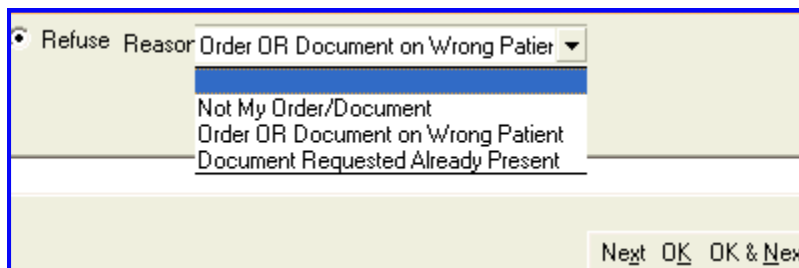 Refuse Reason Order OR Document on Wrong Patier
Not My Order/Document
Order OR Document on Wrong Patient
Document Requested Already Present
Next OK OK & Nex